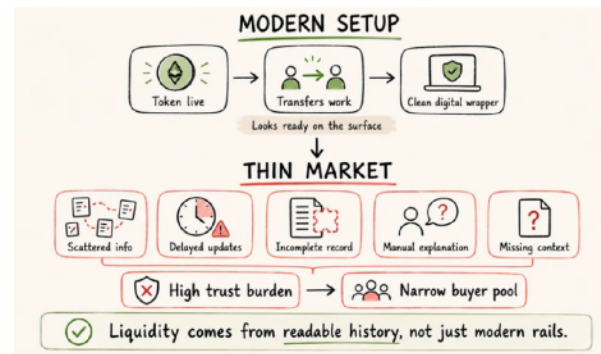 MODERN SETUP
Token live
Transfers work
Clean digital wrapper
Looks ready on the surface
THIN MARKET
Scattered info
Delayed updates
Incomplete record
Manual explanation
Missing context
High trust burden
Narrow buyer pool
Liquidity comes from readable history, not just modern rails.